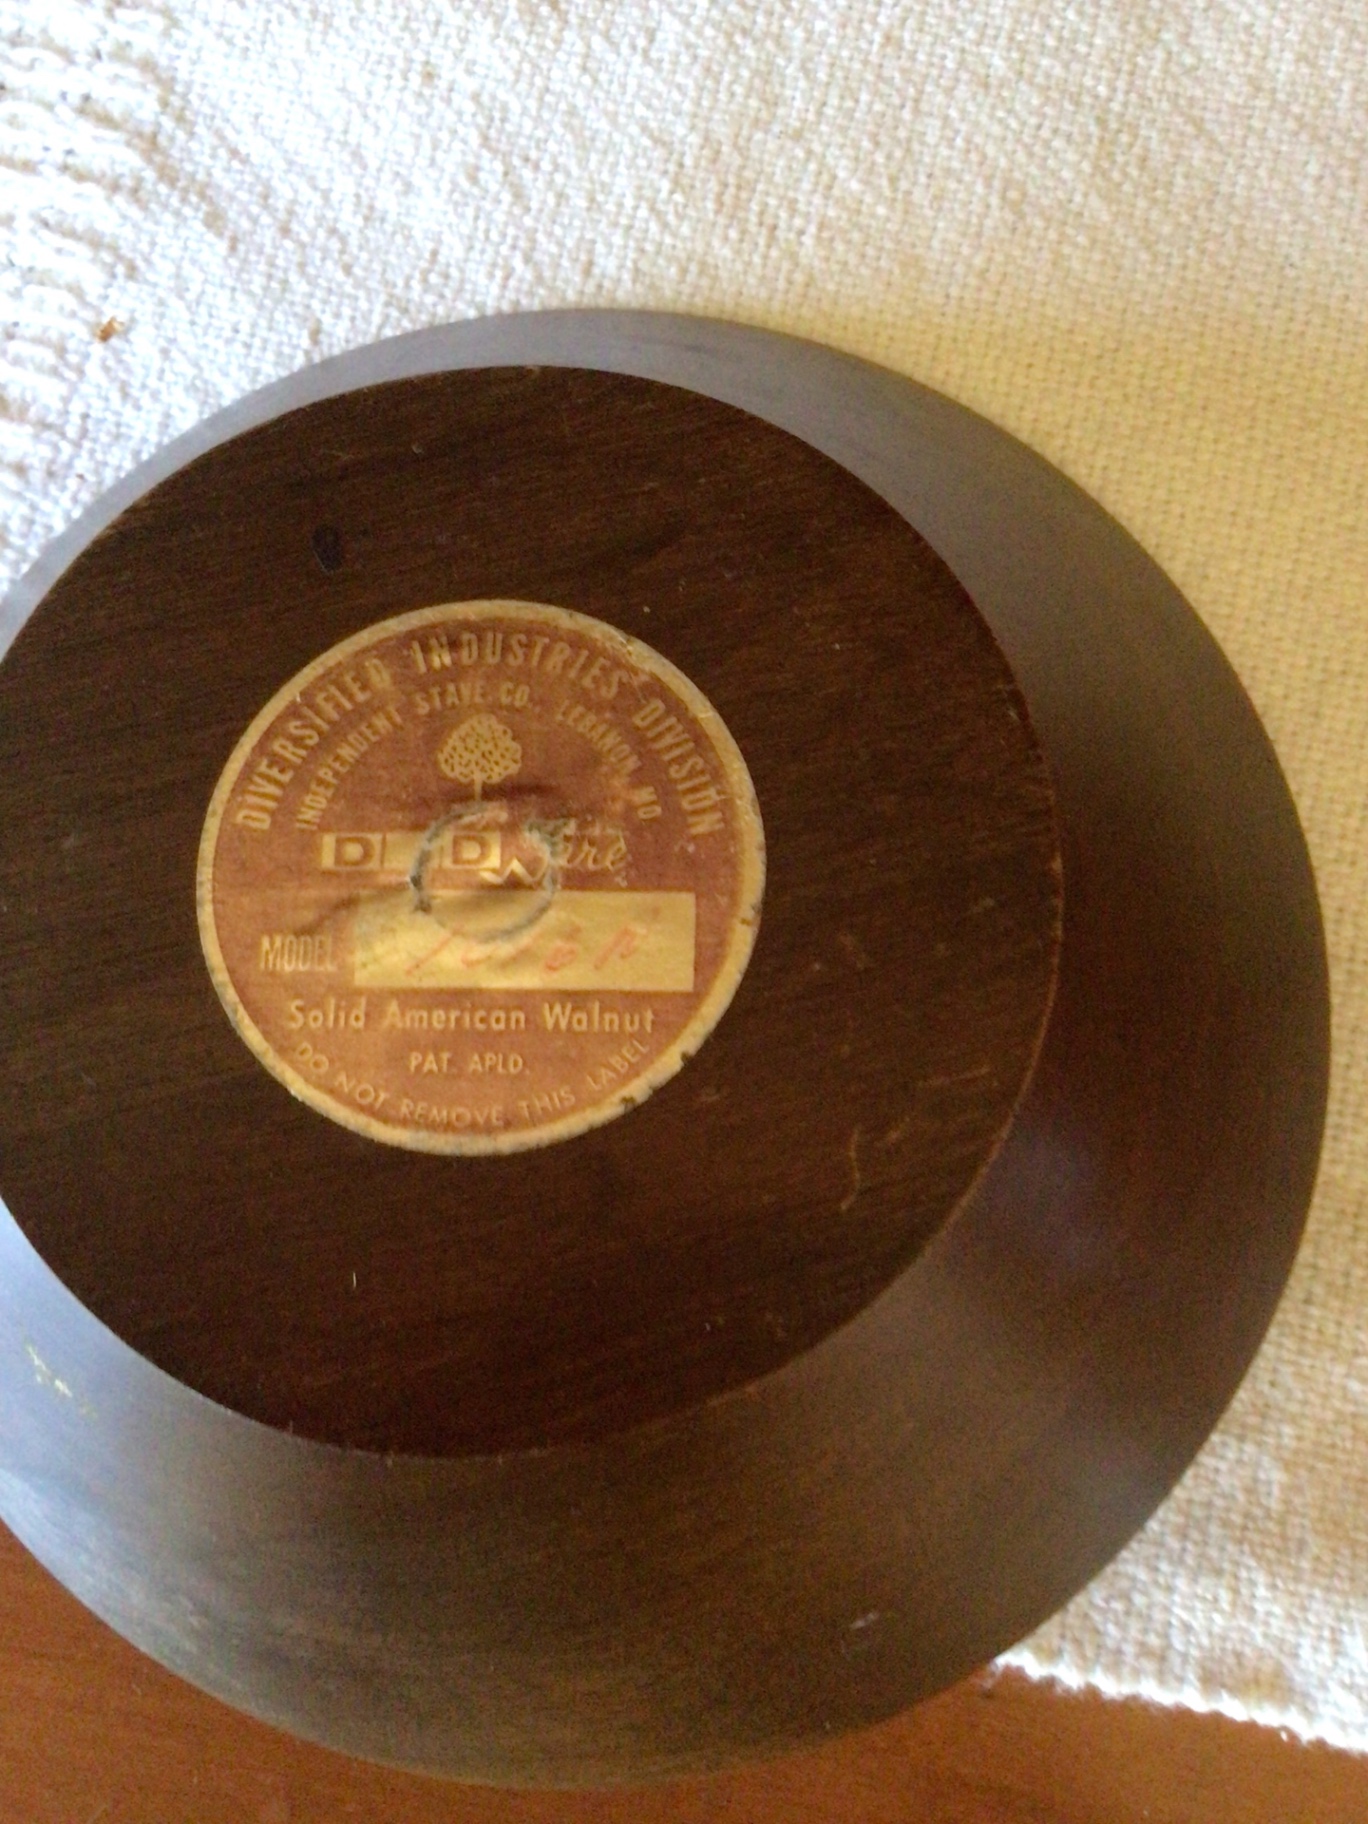 DIVERSIFIED INDUSTRIES DIVISION
INDEPENDENT STAVE CO. LEBANON, MO.
D D Ware
MODEL
Solid American Walnut
PAT. APLD.
DO NOT REMOVE THIS LABEL